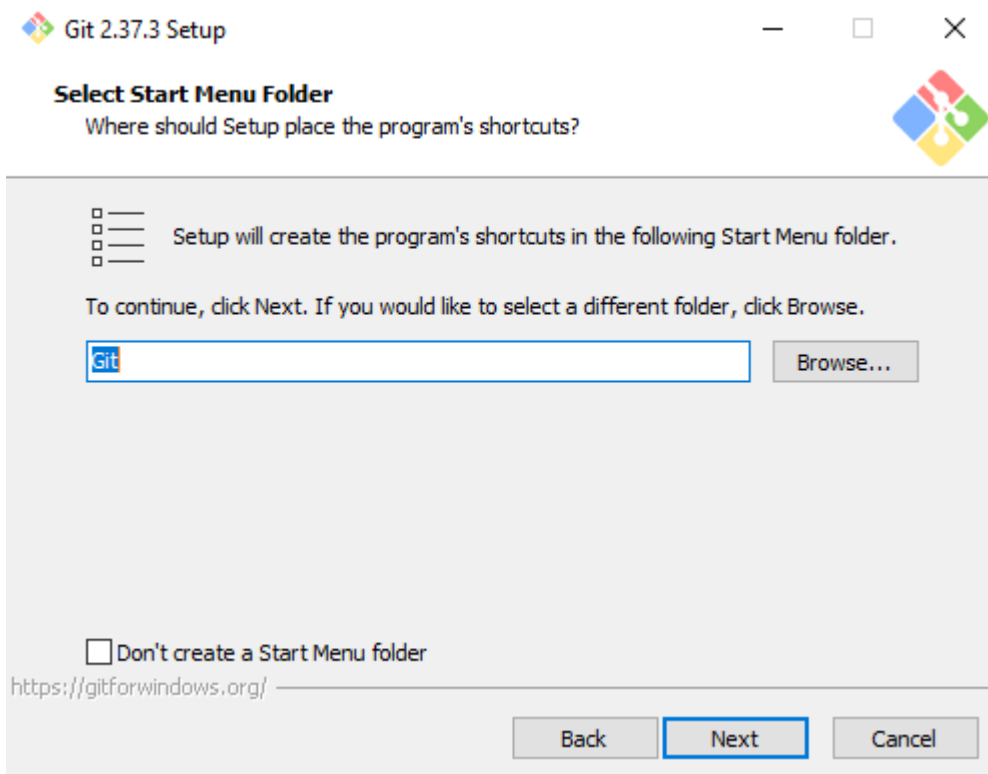 Git 2.37.3 Setup
Select Start Menu Folder
Where should Setup place the program's shortcuts?
Setup will create the program's shortcuts in the following Start Menu folder.
To continue, click Next. If you would like to select a different folder, click Browse.
Git
Browse...
Don't create a Start Menu folder
https://gitforwindows.org/
Back
Next
Cancel